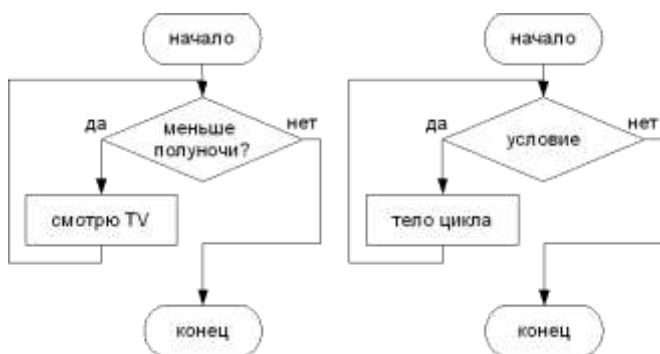 начало
да
меньше
полуночи?
нет
смотрю TV
конец
начало
да
условие
нет
тело цикла
конец